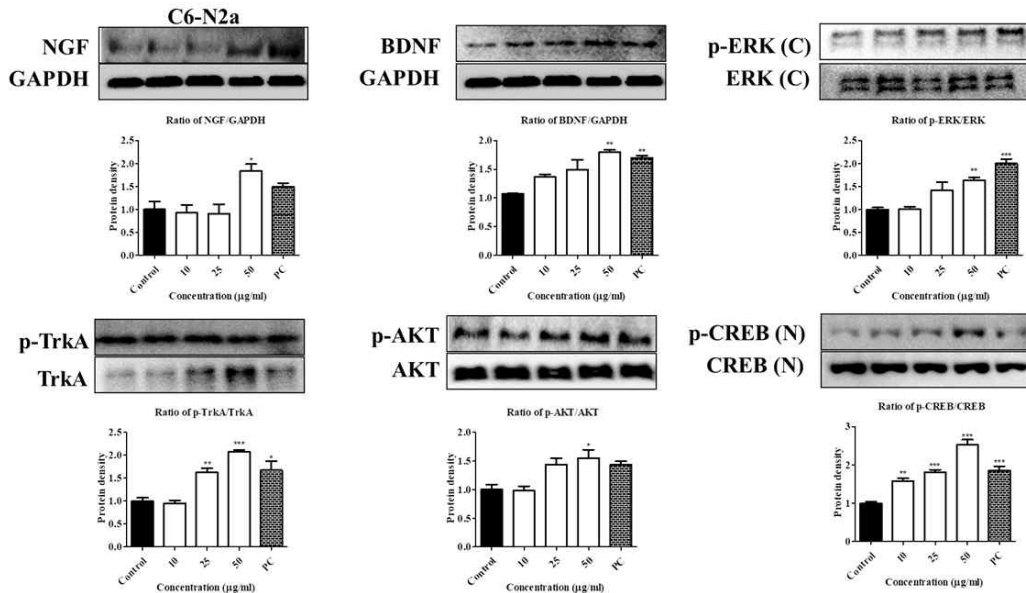 C6-N2a
NGF
GAPDH
Ratio of NGF/GAPDH
Protein density
2.5
2.0
1.5
1.0
0.5
0.0
*
Control
10
25
50
PC
Concentration (µg/ml)
BDNF
GAPDH
Ratio of BDNF/GAPDH
Protein density
2.0
1.5
1.0
0.5
0.0
**
**
Control
10
25
50
PC
Concentration (µg/ml)
p-ERK (C)
ERK (C)
Ratio of p-ERK/ERK
Protein density
2.5
2.0
1.5
1.0
0.5
0.0
**
***
Control
10
25
50
PC
Concentration (µg/ml)
p-TrkA
TrkA
Ratio of p-TrkA/TrkA
Protein density
2.5
2.0
1.5
1.0
0.5
0.0
**
***
*
Control
10
25
50
PC
Concentration (µg/ml)
p-AKT
AKT
Ratio of p-AKT/AKT
Protein density
2.0
1.5
1.0
0.5
0.0
*
Control
10
25
50
PC
Concentration (µg/ml)
p-CREB (N)
CREB (N)
Ratio of p-CREB/CREB
Protein density
3
2
1
0
**
***
***
***
Control
10
25
50
PC
Concentration (µg/ml)